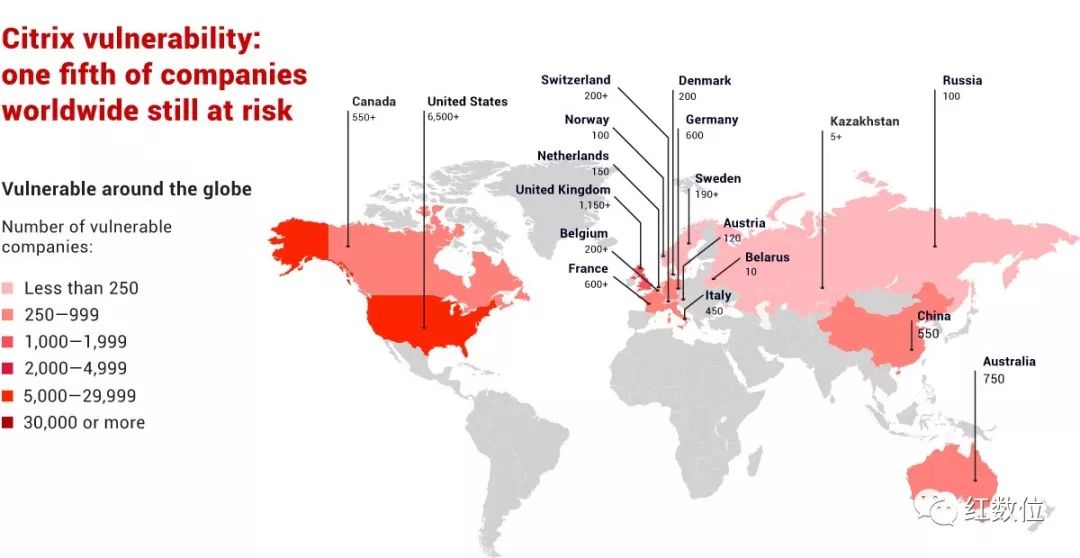 Citrix vulnerability:
one fifth of companies
worldwide still at risk
Vulnerable around the globe
Number of vulnerable
companies:
Less than 250
250—999
1,000—1,999
2,000—4,999
5,000—29,999
30,000 or more
Canada
550+
United States
6,500+
Switzerland
200+
Norway
100
Netherlands
150
United Kingdom
1,150+
Belgium
200+
France
600+
Denmark
200
Germany
600
Sweden
190+
Austria
120
Belarus
10
Italy
450
Russia
100
Kazakhstan
5+
China
550
Australia
750
红数位